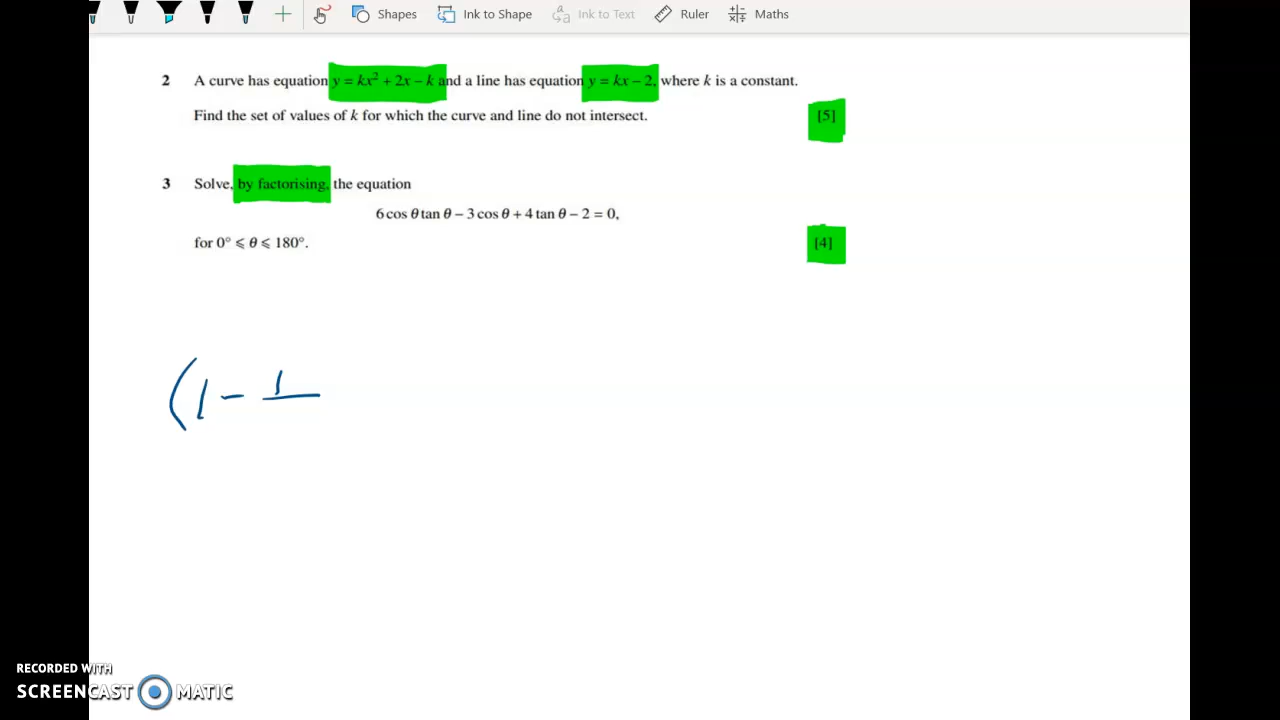 Shapes Ink to Shape Ink to Text Ruler Maths
2 A curve has equation y = kx² + 2x − k and a line has equation y = kx − 2, where k is a constant.
Find the set of values of k for which the curve and line do not intersect. [5]
3 Solve, by factorising, the equation
6 cos θ tan θ − 3 cos θ + 4 tan θ − 2 = 0,
for 0° ⩽ θ ⩽ 180°. [4]
(1 − 1
RECORDED WITH
SCREENCAST MATIC